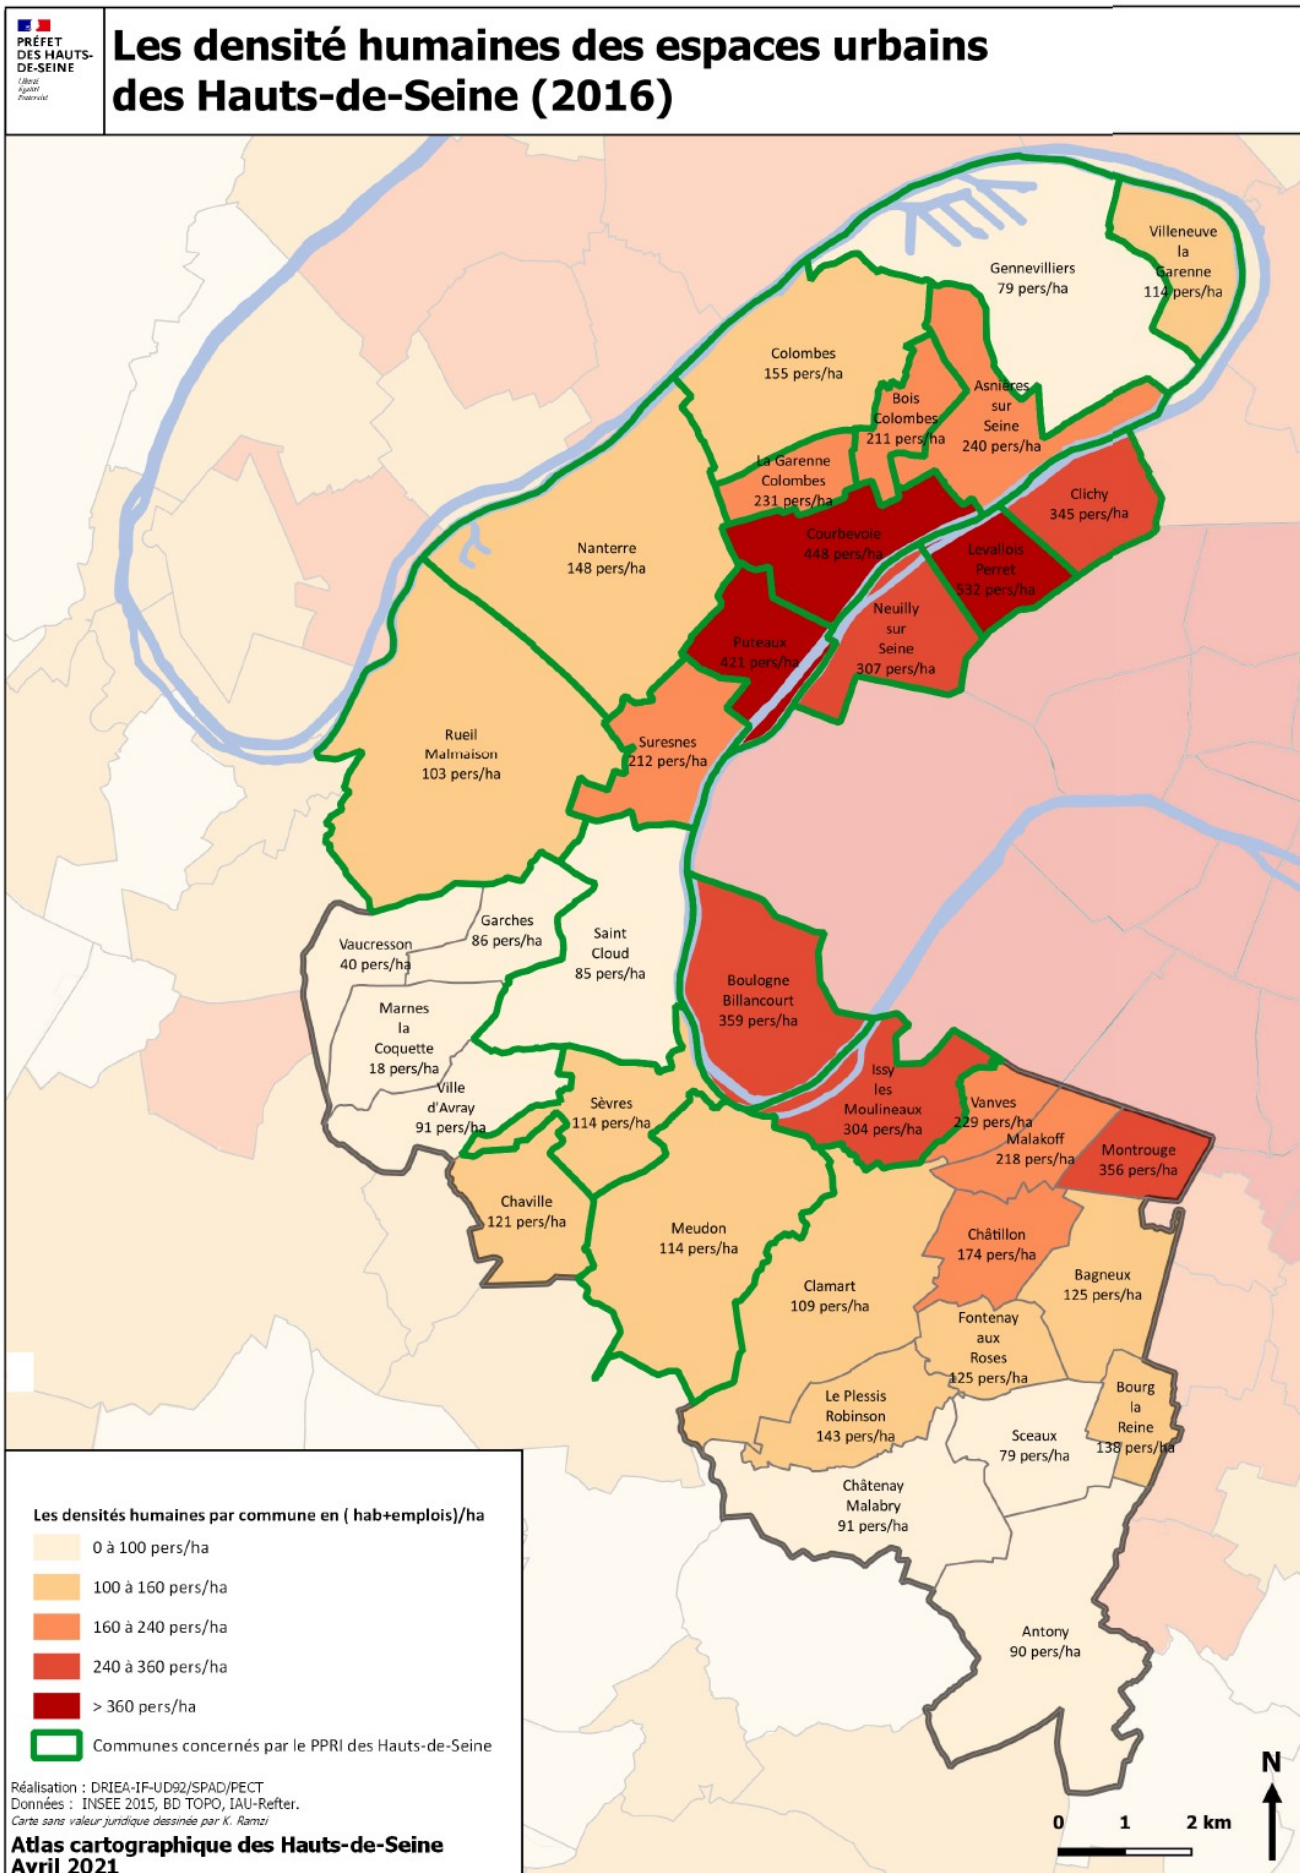 PRÉFET
DES HAUTS-
DE-SEINE
Liberté
Égalité
Fraternité
Les densité humaines des espaces urbains
des Hauts-de-Seine (2016)
Villeneuve
la
Garenne
114 pers/ha
Gennevilliers
79 pers/ha
Colombes
155 pers/ha
Asnières
sur
Seine
240 pers/ha
Bois
Colombes
211 pers/ha
La Garenne
Colombes
231 pers/ha
Clichy
345 pers/ha
Courbevoie
448 pers/ha
Levallois
Perret
532 pers/ha
Nanterre
148 pers/ha
Neuilly
sur
Seine
307 pers/ha
Puteaux
421 pers/ha
Rueil
Malmaison
103 pers/ha
Suresnes
212 pers/ha
Garches
86 pers/ha
Saint
Cloud
85 pers/ha
Vaucresson
40 pers/ha
Boulogne
Billancourt
359 pers/ha
Marnes
la
Coquette
18 pers/ha
Ville
d'Avray
91 pers/ha
Sèvres
114 pers/ha
Issy
les
Moulineaux
304 pers/ha
Vanves
229 pers/ha
Malakoff
218 pers/ha
Montrouge
356 pers/ha
Chaville
121 pers/ha
Meudon
114 pers/ha
Châtillon
174 pers/ha
Clamart
109 pers/ha
Bagneux
125 pers/ha
Fontenay
aux
Roses
125 pers/ha
Le Plessis
Robinson
143 pers/ha
Bourg
la
Reine
138 pers/ha
Sceaux
79 pers/ha
Châtenay
Malabry
91 pers/ha
Antony
90 pers/ha
Les densités humaines par commune en ( hab+emplois)/ha
0 à 100 pers/ha
100 à 160 pers/ha
160 à 240 pers/ha
240 à 360 pers/ha
> 360 pers/ha
Communes concernés par le PPRI des Hauts-de-Seine
Réalisation : DRIEA-IF-UD92/SPAD/PECT
Données : INSEE 2015, BD TOPO, IAU-Refter.
Carte sans valeur juridique dessinée par K. Ramzi
Atlas cartographique des Hauts-de-Seine
Avril 2021
N
0 1 2 km